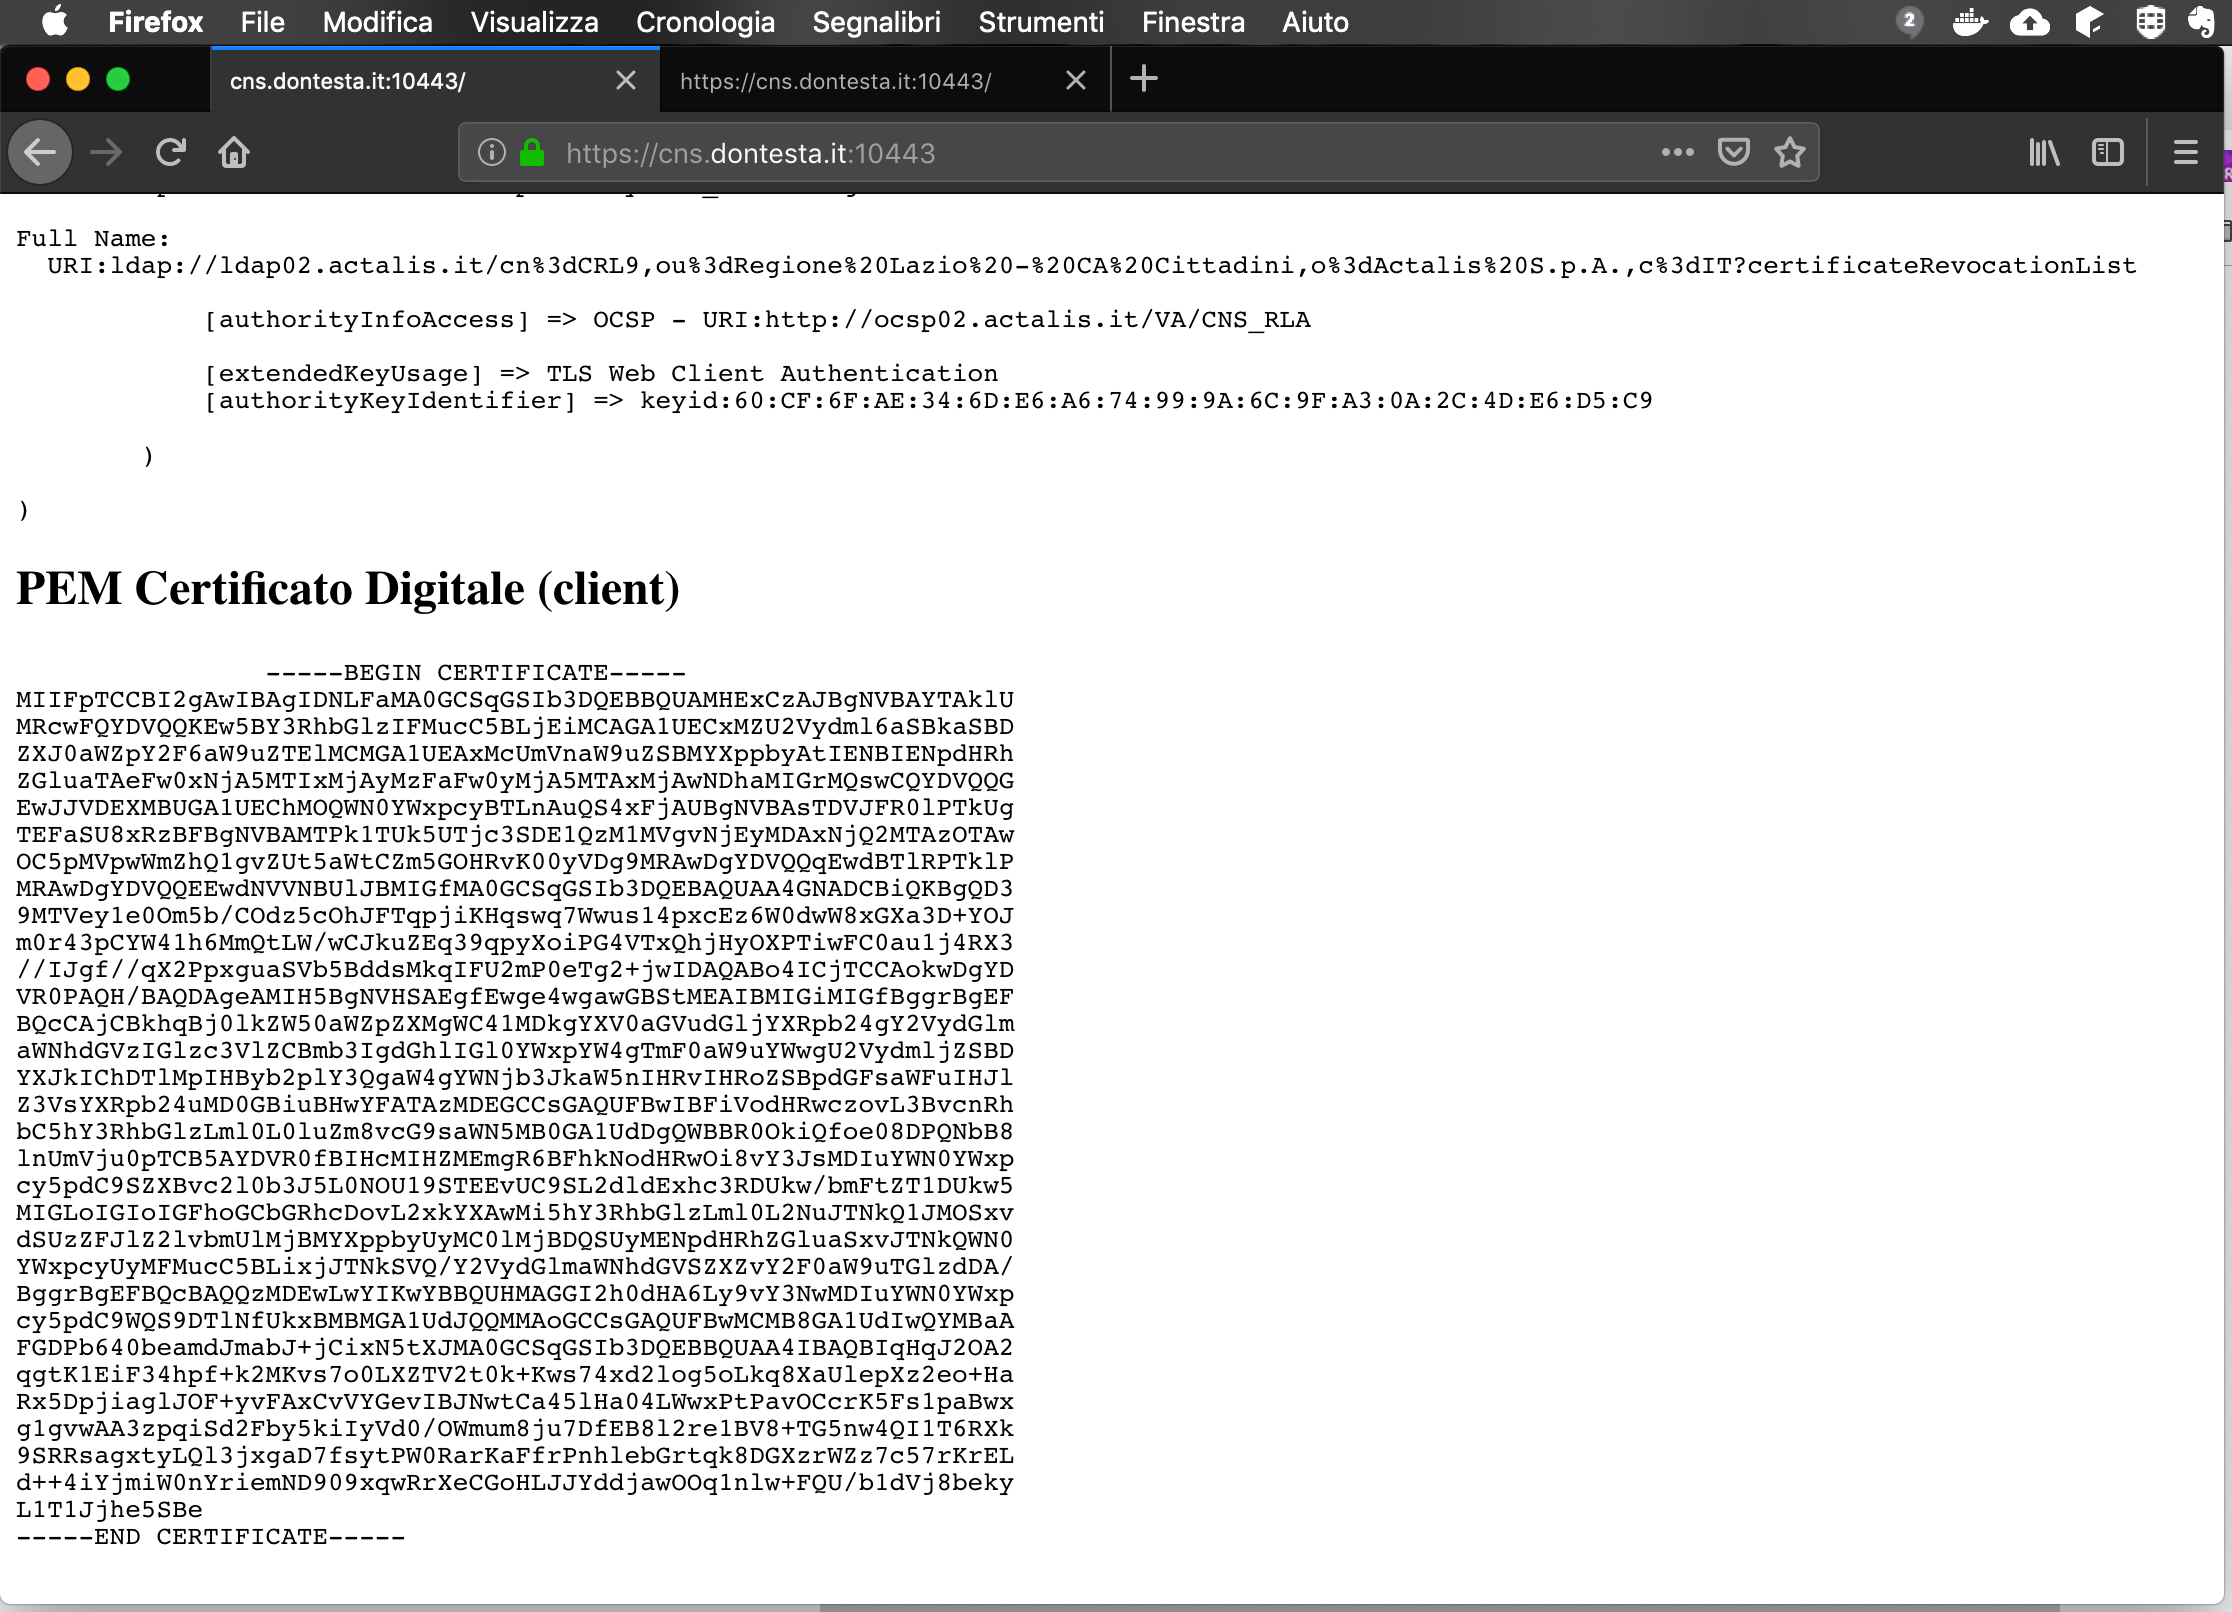 Firefox File Modifica Visualizza Cronologia Segnalibri Strumenti Finestra Aiuto 2
cns.dontesta.it:10443/ https://cns.dontesta.it:10443/
https://cns.dontesta.it:10443
Full Name:
URI:ldap://ldap02.actalis.it/cn%3dCRL9,ou%3dRegione%20Lazio%20-%20CA%20Cittadini,o%3dActalis%20S.p.A.,c%3dIT?certificateRevocationList
[authorityInfoAccess] => OCSP - URI:http://ocsp02.actalis.it/VA/CNS_RLA
[extendedKeyUsage] => TLS Web Client Authentication
[authorityKeyIdentifier] => keyid:60:CF:6F:AE:34:6D:E6:A6:74:99:9A:6C:9F:A3:0A:2C:4D:E6:D5:C9
)
)
PEM Certificato Digitale (client)
-----BEGIN CERTIFICATE-----
MIIFpTCCBI2gAwIBAgIDNLFaMA0GCSqGSIb3DQEBBQUAMHExCzAJBgNVBAYTAklU
MRcwFQYDVQQKEw5BY3RhbGlzIFMucC5BLjEiMCAGA1UECxMZU2Vydml6aSBkaSBD
ZXJ0aWZpY2F6aW9uZTElMCMGA1UEAxMcUmVnaW9uZSBMYXppbyAtIENBIENpdHRh
ZGluaTAeFw0xNjA5MTIxMjAyMzFaFw0yMjA5MTAxMjAwNDhaMIGrMQswCQYDVQQG
EwJJVDEXMBUGA1UEChMOQWN0YWxpcyBTLnAuQS4xFjAUBgNVBAsTDVJFR0lPTkUg
TEFaSU8xRzBFBgNVBAMTPk1TUk5UTjc3SDE1QzM1MVgvNjEyMDAxNjQ2MTAzOTAw
OC5pMVpwWmZhQ1gvZUt5aWtCZm5GOHRvK00yVDg9MRAwDgYDVQQqEwdBTlRPTklP
MRAwDgYDVQQEEwdNVVNBUlJBMIGfMA0GCSqGSIb3DQEBAQUAA4GNADCBiQKBgQD3
9MTVey1e0Om5b/COdz5cOhJFTqpjiKHqswq7Wwus14pxcEz6W0dwW8xGXa3D+YOJ
m0r43pCYW41h6MmQtLW/wCJkuZEq39qpyXoiPG4VTxQhjHyOXPTiwFC0au1j4RX3
//IJgf//qX2PpxguaSVb5BddsMkqIFU2mP0eTg2+jwIDAQABo4ICjTCCAokwDgYD
VR0PAQH/BAQDAgeAMIH5BgNVHSAEgfEwge4wgawGBStMEAIBMIGiMIGfBggrBgEF
BQcCAjCBkhqBj0lkZW50aWZpZXMgWC41MDkgYXV0aGVudGljYXRpb24gY2VydGlm
aWNhdGVzIGlzc3VlZCBmb3IgdGhlIGl0YWxpYW4gTmF0aW9uYWwgU2VydmljZSBD
YXJkIChDTlMpIHByb2plY3QgaW4gYWNjb3JkaW5nIHRvIHRoZSBpdGFsaWFuIHJl
Z3VsYXRpb24uMD0GBiuBHwYFATAzMDEGCCsGAQUFBwIBFiVodHRwczovL3BvcnRh
bC5hY3RhbGlzLml0L0luZm8vcG9saWN5MB0GA1UdDgQWBBR0OkiQfoe08DPQNbB8
lnUmVju0pTCB5AYDVR0fBIHcMIHZMEmgR6BFhkNodHRwOi8vY3JsMDIuYWN0YWxp
cy5pdC9SZXBvc2l0b3J5L0NOU19STEEvUC9SL2dldExhc3RDUkw/bmFtZT1DUkw5
MIGLoIGIoIGFhoGCbGRhcDovL2xkYXAwMi5hY3RhbGlzLml0L2NuJTNkQ1JMOSxv
dSUzZFJlZ2lvbmUlMjBMYXppbyUyMC0lMjBDQSUyMENpdHRhZGluaSxvJTNkQWN0
YWxpcyUyMFMucC5BLixjJTNkSVQ/Y2VydGlmaWNhdGVSZXZvY2F0aW9uTGlzdDA/
BggrBgEFBQcBAQQzMDEwLwYIKwYBBQUHMAGGI2h0dHA6Ly9vY3NwMDIuYWN0YWxp
cy5pdC9WQS9DTlNfUkxBMBMGA1UdJQQMMAoGCCsGAQUFBwMCMB8GA1UdIwQYMBaA
FGDPb640beamdJmabJ+jCixN5tXJMA0GCSqGSIb3DQEBBQUAA4IBAQBIqHqJ2OA2
qgtK1EiF34hpf+k2MKvs7o0LXZTV2t0k+Kws74xd2log5oLkq8XaUlepXz2eo+Ha
Rx5DpjiaglJOF+yvFAxCvVYGevIBJNwtCa45lHa04LWwxPtPavOCcrK5Fs1paBwx
g1gvwAA3zpqiSd2Fby5kiIyVd0/OWmum8ju7DfEB8l2re1BV8+TG5nw4QI1T6RXk
9SRRsagxtyLQl3jxgaD7fsytPW0RarKaFfrPnhlebGrtqk8DGXzrWZz7c57rKrEL
d++4iYjmiW0nYriemND909xqwRrXeCGoHLJJYddjawOOq1nlw+FQU/b1dVj8beky
L1T1Jjhe5SBe
-----END CERTIFICATE-----